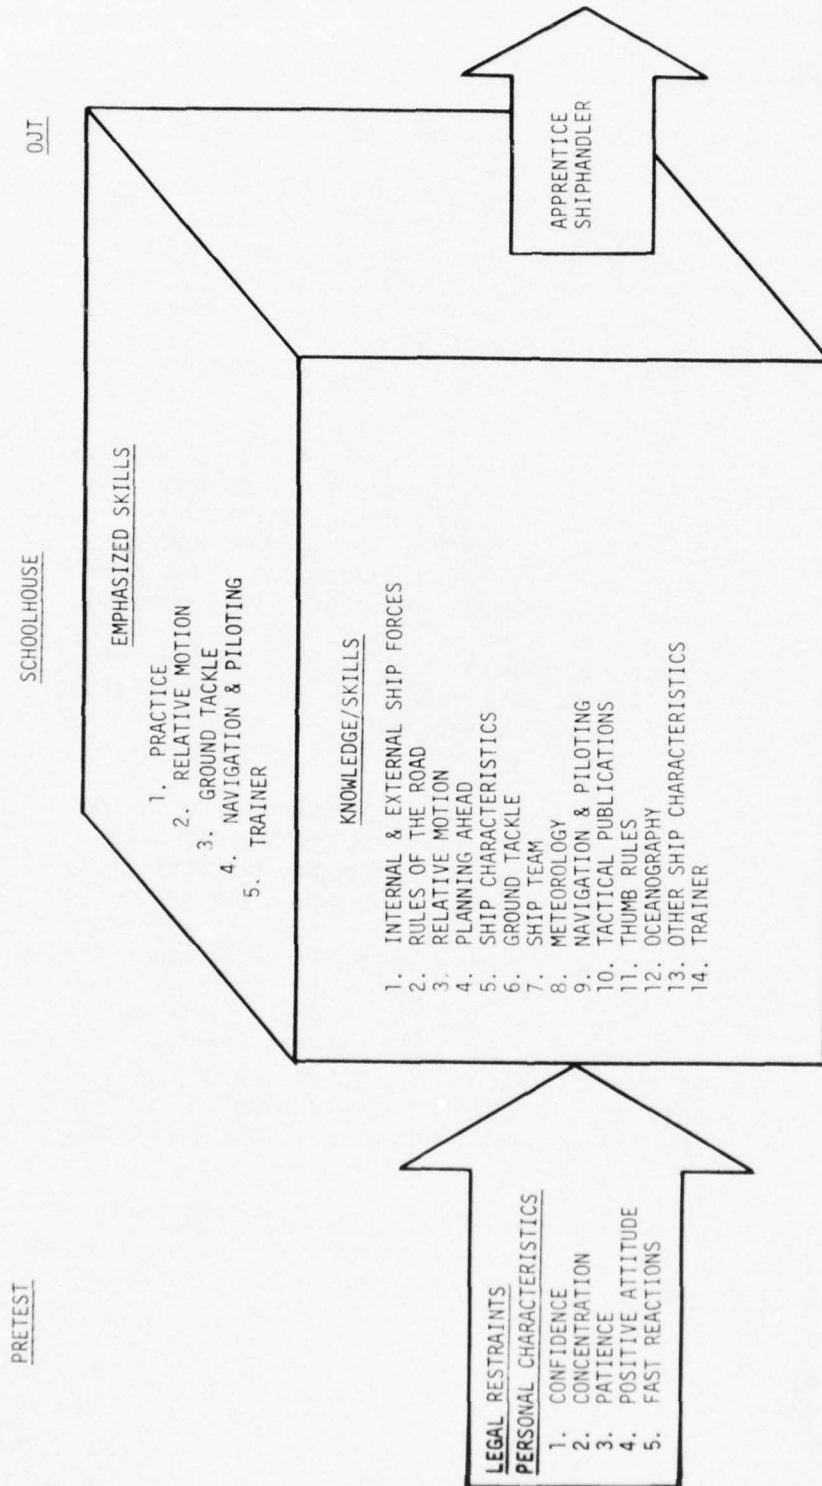 PRETEST
SCHOOLHOUSE
OJT
LEGAL RESTRAINTS
PERSONAL CHARACTERISTICS
1. CONFIDENCE
2. CONCENTRATION
3. PATIENCE
4. POSITIVE ATTITUDE
5. FAST REACTIONS
EMPHASIZED SKILLS
1. PRACTICE
2. RELATIVE MOTION
3. GROUND TACKLE
4. NAVIGATION & PILOTING
5. TRAINER
KNOWLEDGE/SKILLS
1. INTERNAL & EXTERNAL SHIP FORCES
2. RULES OF THE ROAD
3. RELATIVE MOTION
4. PLANNING AHEAD
5. SHIP CHARACTERISTICS
6. GROUND TACKLE
7. SHIP TEAM
8. METEOROLOGY
9. NAVIGATION & PILOTING
10. TACTICAL PUBLICATIONS
11. THUMB RULES
12. OCEANOGRAPHY
13. OTHER SHIP CHARACTERISTICS
14. TRAINER
APPRENTICE
SHIPHANDLER